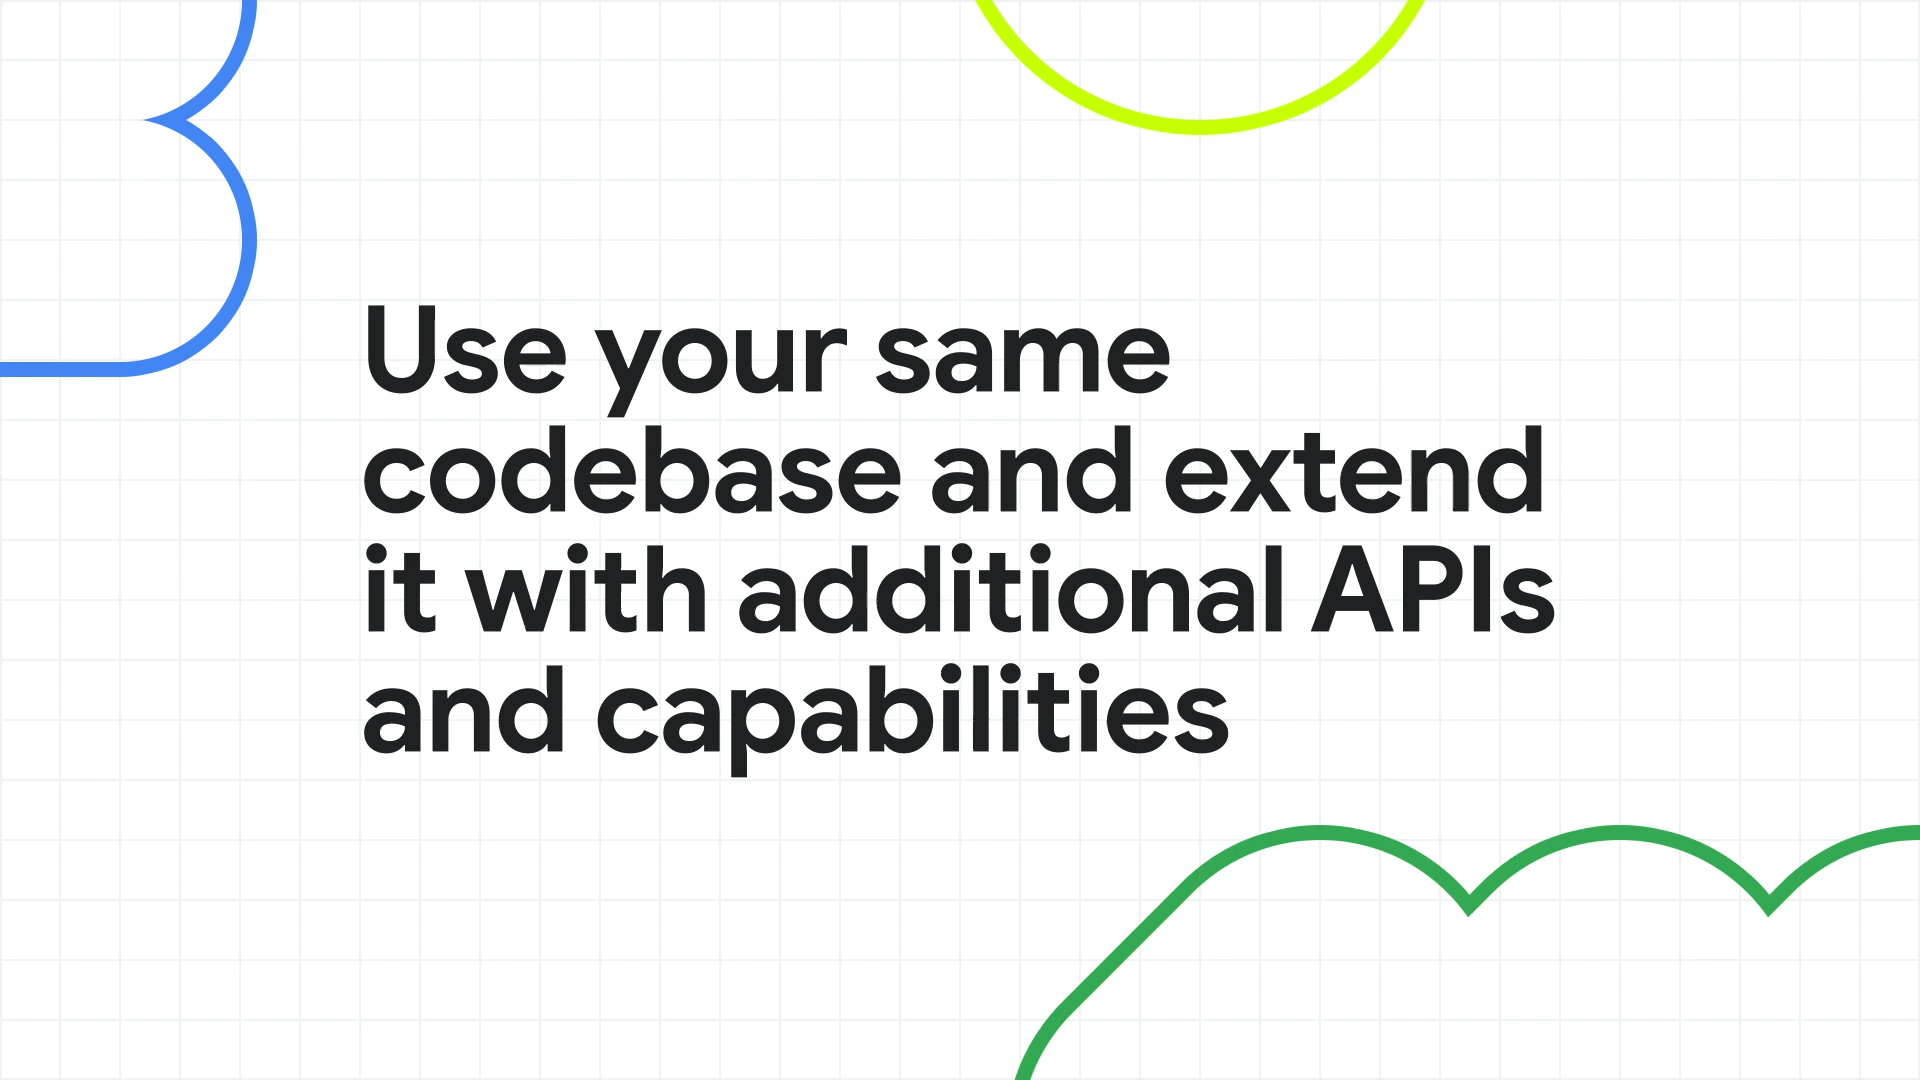 Use your same
codebase and extend
it with additional APIs
and capabilities